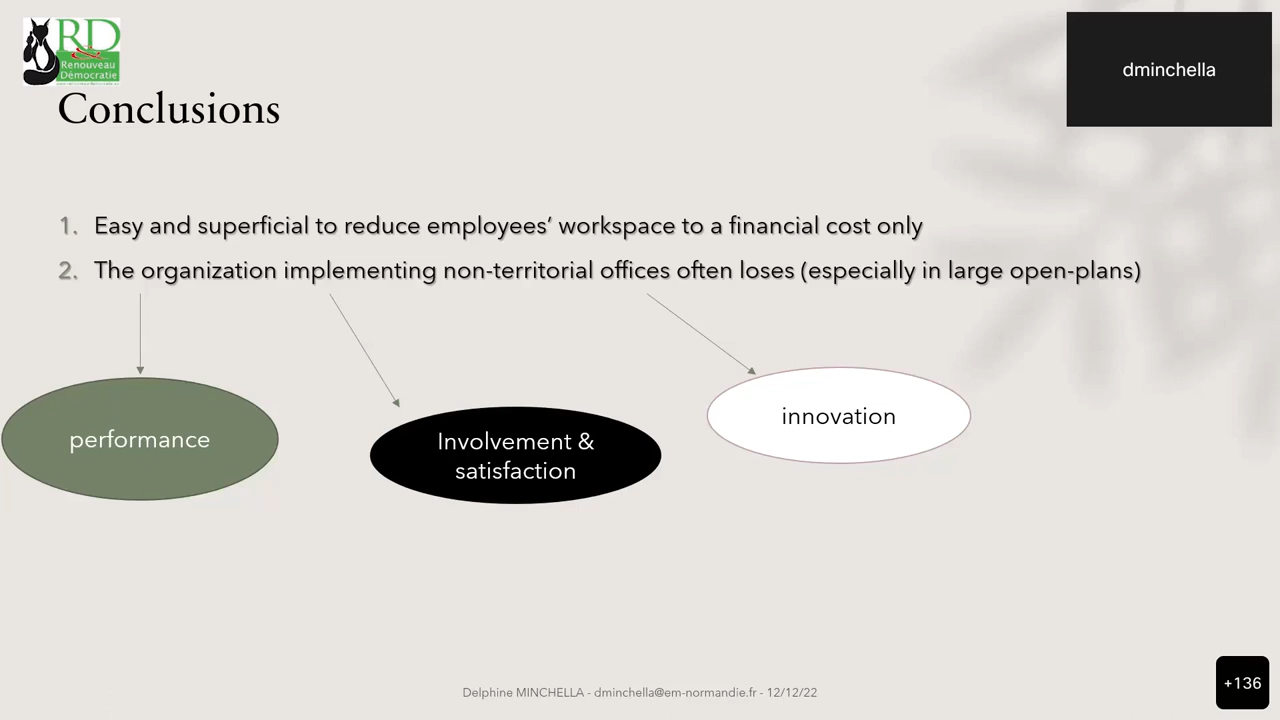 RD
Renouveau
Démocratie
dminchella
Conclusions
1. Easy and superficial to reduce employees’ workspace to a financial cost only
2. The organization implementing non-territorial offices often loses (especially in large open-plans)
performance
Involvement &
satisfaction
innovation
Delphine MINCHELLA - dminchella@em-normandie.fr - 12/12/22
+136